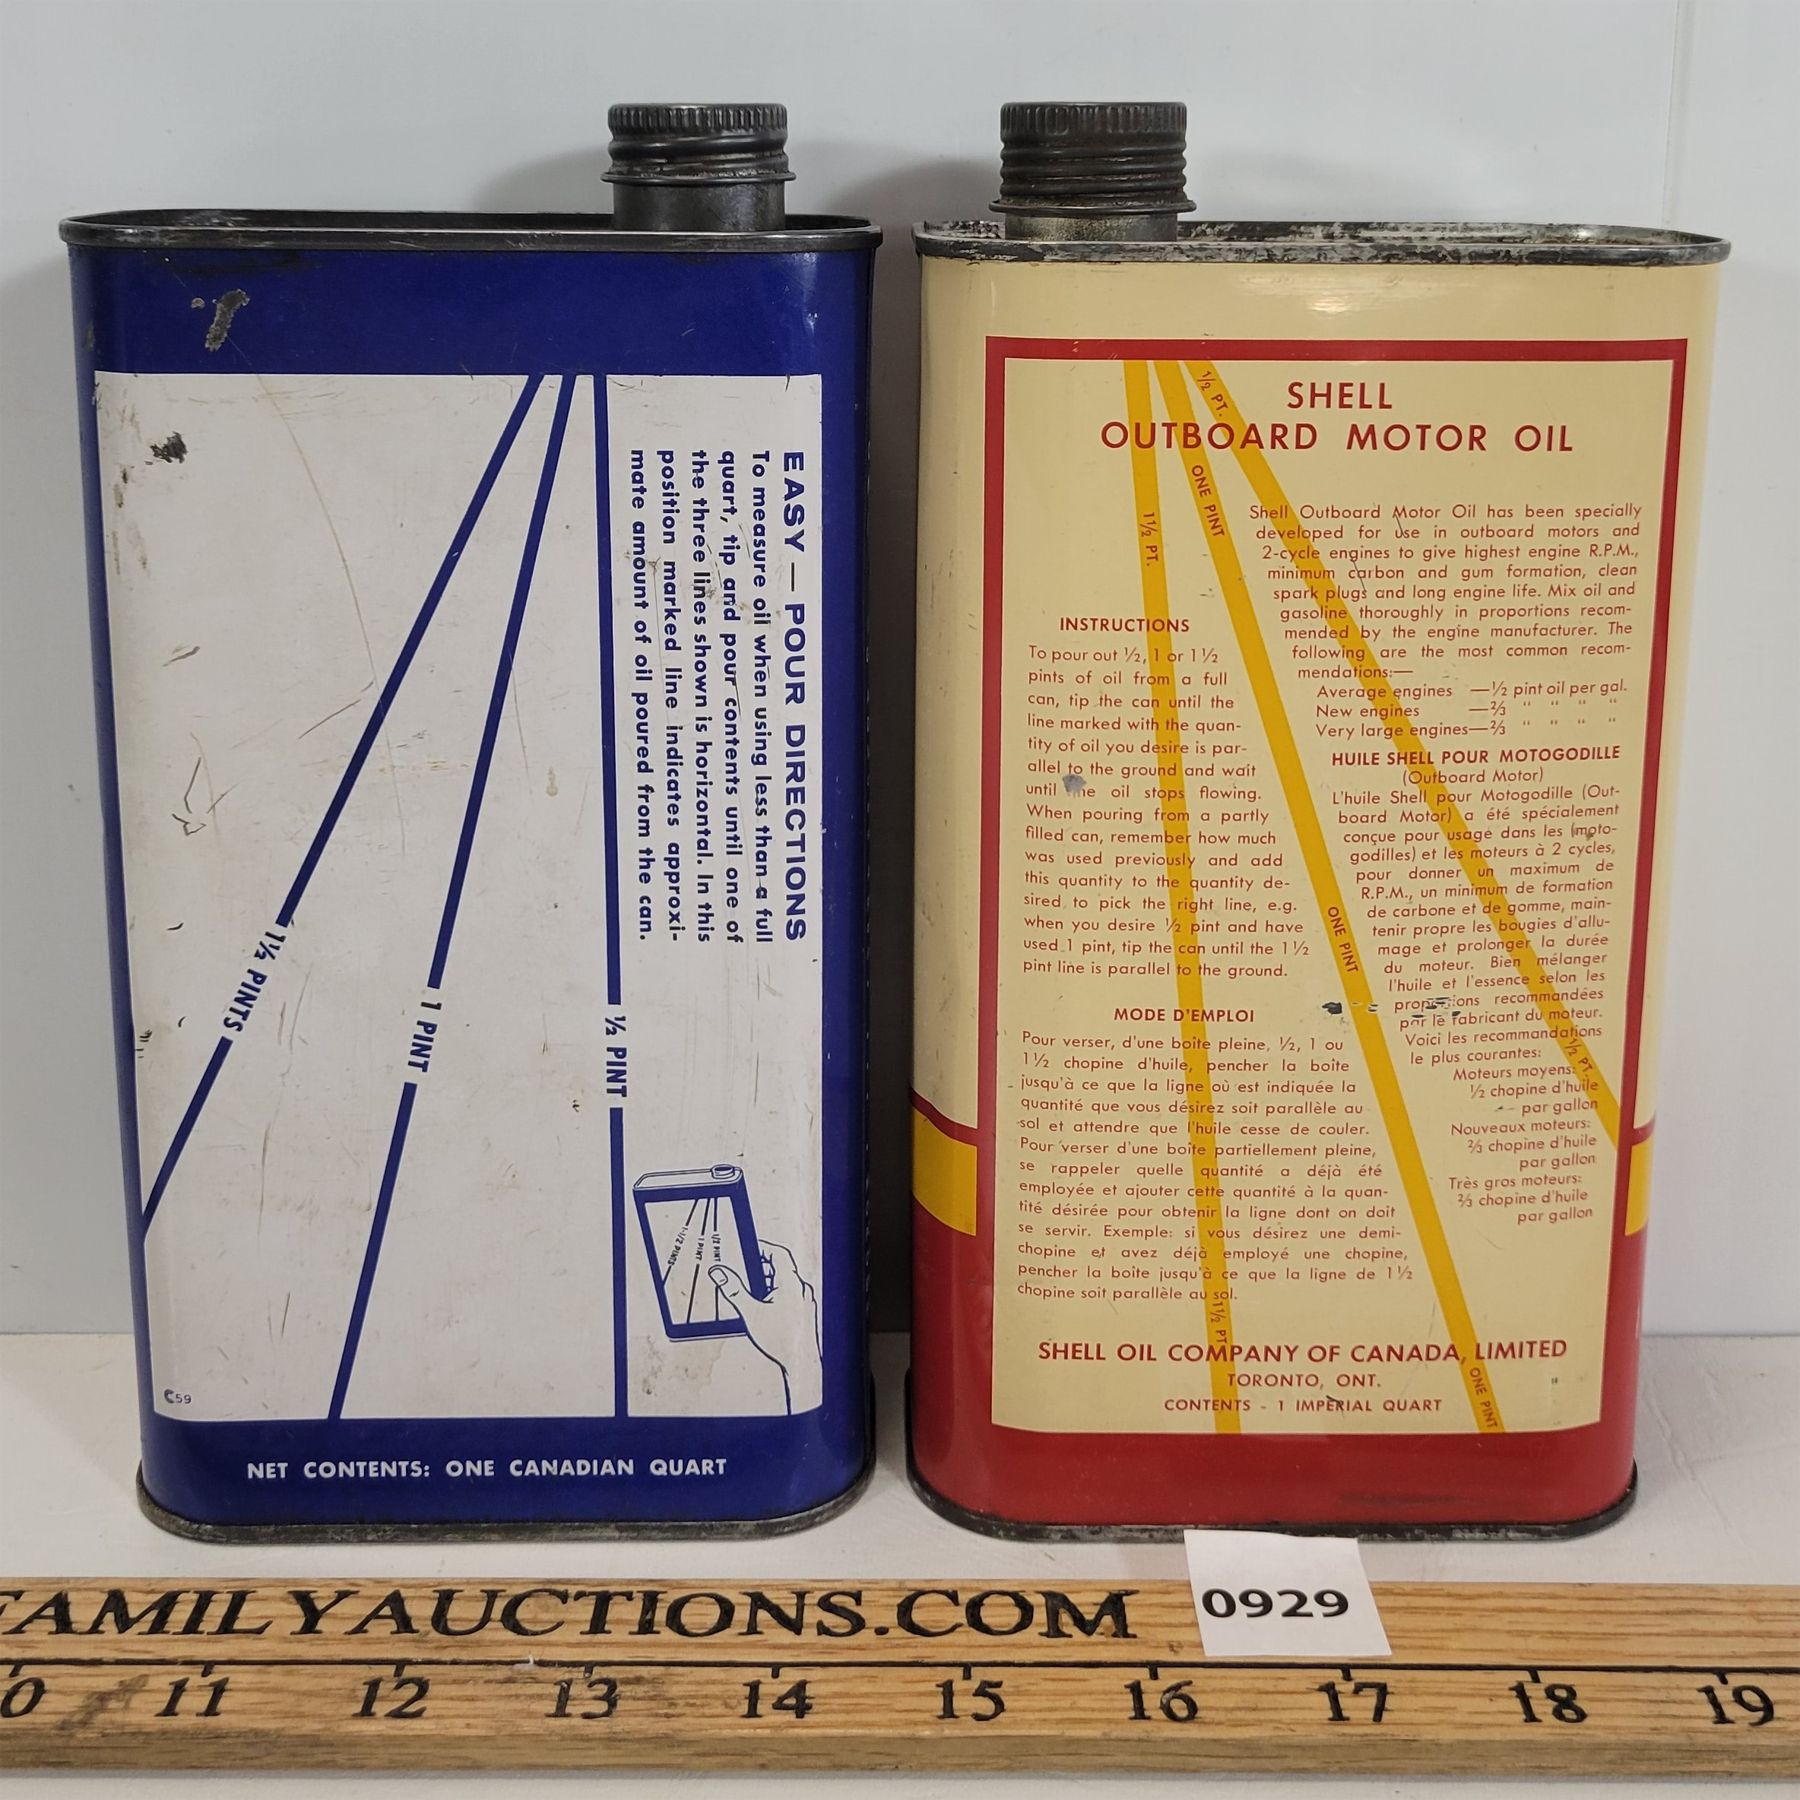 EASY — POUR DIRECTIONS
To measure oil when using less than a full
quart, tip and pour contents until one of
the three lines shown is horizontal. In this
position marked line indicates approxi-
mate amount of oil poured from the can.
1½ PINTS
1 PINT
½ PINT
1-1/2 PINTS
1 PINT
1/2 PINT
C59
NET CONTENTS: ONE CANADIAN QUART
SHELL
OUTBOARD MOTOR OIL
½ PT.
ONE PINT
1½ PT.
Shell Outboard Motor Oil has been specially
developed for use in outboard motors and
2-cycle engines to give highest engine R.P.M.,
minimum carbon and gum formation, clean
spark plugs and long engine life. Mix oil and
gasoline thoroughly in proportions recom-
mended by the engine manufacturer. The
following are the most common recom-
mendations:—
Average engines —½ pint oil per gal.
New engines —⅔ " " " "
Very large engines—⅔ " " " "
INSTRUCTIONS
To pour out ½, 1 or 1½
pints of oil from a full
can, tip the can until the
line marked with the quan-
tity of oil you desire is par-
allel to the ground and wait
until the oil stops flowing.
When pouring from a partly
filled can, remember how much
was used previously and add
this quantity to the quantity de-
sired to pick the right line, e.g.
when you desire ½ pint and have
used 1 pint, tip the can until the 1½
pint line is parallel to the ground.
HUILE SHELL POUR MOTOGODILLE
(Outboard Motor)
L'huile Shell pour Motogodille (Out-
board Motor) a été spécialement
conçue pour usage dans les (moto-
godilles) et les moteurs à 2 cycles,
pour donner un maximum de
R.P.M., un minimum de formation
de carbone et de gomme, main-
tenir propre les bougies d'allu-
mage et prolonger la durée
du moteur. Bien mélanger
l'huile et l'essence selon les
proportions recommandées
par le fabricant du moteur.
Voici les recommandations
le plus courantes:
Moteurs moyens:
½ chopine d'huile
par gallon
Nouveaux moteurs:
⅔ chopine d'huile
par gallon
Très gros moteurs:
⅔ chopine d'huile
par gallon
ONE PINT
½ PT.
MODE D'EMPLOI
Pour verser, d'une boîte pleine, ½, 1 ou
1½ chopine d'huile, pencher la boîte
jusqu'à ce que la ligne où est indiquée la
quantité que vous désirez soit parallèle au
sol et attendre que l'huile cesse de couler.
Pour verser d'une boîte partiellement pleine,
se rappeler quelle quantité a déjà été
employée et ajouter cette quantité à la quan-
tité désirée pour obtenir la ligne dont on doit
se servir. Exemple: si vous désirez une demi-
chopine et avez déjà employé une chopine,
pencher la boîte jusqu'à ce que la ligne de 1½
chopine soit parallèle au sol.
1½ PT.
ONE PINT
SHELL OIL COMPANY OF CANADA, LIMITED
TORONTO, ONT.
CONTENTS - 1 IMPERIAL QUART
FAMILYAUCTIONS.COM
0929
0 11 12 13 14 15 16 17 18 19